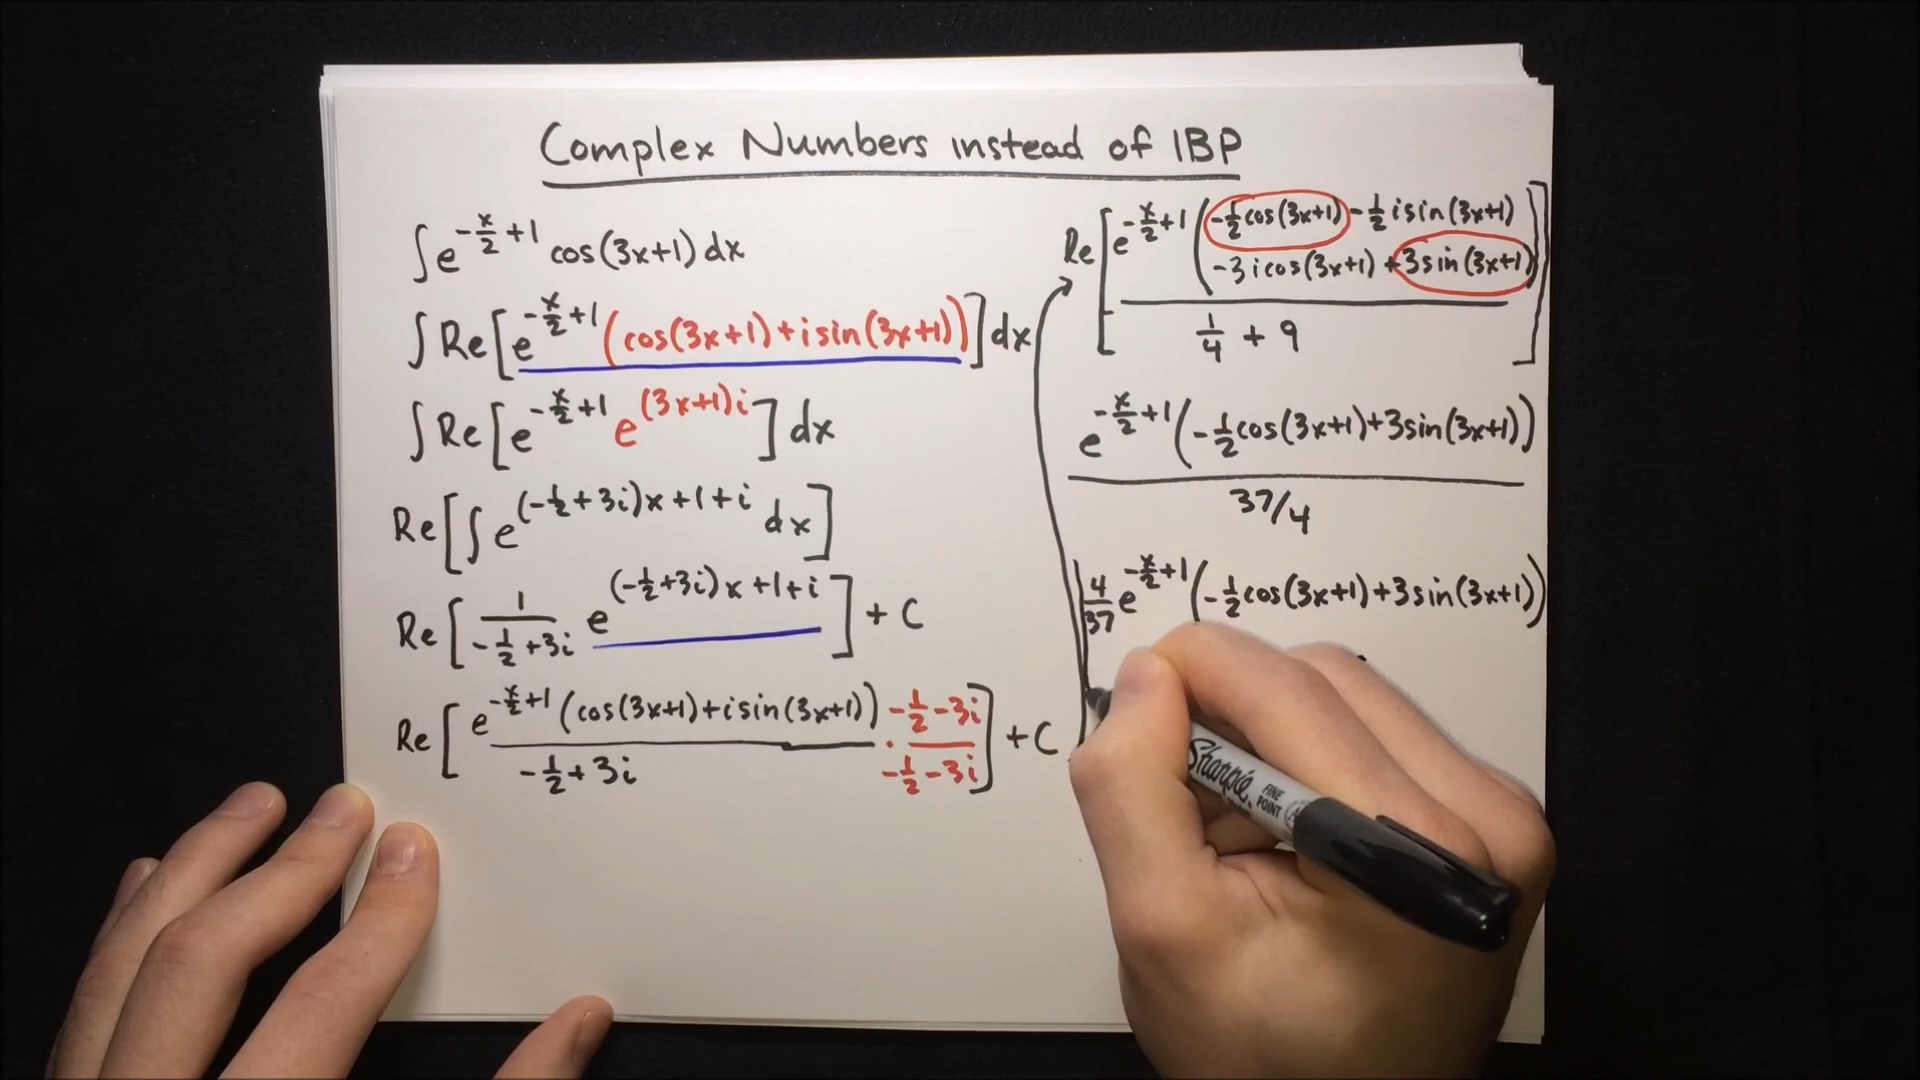 Complex Numbers instead of IBP
∫e^(-x/2 +1) cos(3x+1)dx
∫Re[e^(-x/2 +1)(cos(3x+1)+isin(3x+1))]dx
∫Re[e^(-x/2 +1) e^((3x+1)i)]dx
Re[∫e^((-1/2+3i)x+1+i) dx]
Re[1/(-1/2+3i) e^((-1/2+3i)x+1+i)]+C
Re[e^(-x/2+1)(cos(3x+1)+isin(3x+1))/(-1/2+3i) · (-1/2-3i)/(-1/2-3i)]+C
Re[e^(-x/2+1)(-1/2cos(3x+1)-1/2isin(3x+1)
-3icos(3x+1)+3sin(3x+1))
1/4 + 9]
e^(-x/2+1)(-1/2cos(3x+1)+3sin(3x+1))
37/4
4/37 e^(-x/2+1)(-1/2cos(3x+1)+3sin(3x+1))
Sharpie
FINE
POINT